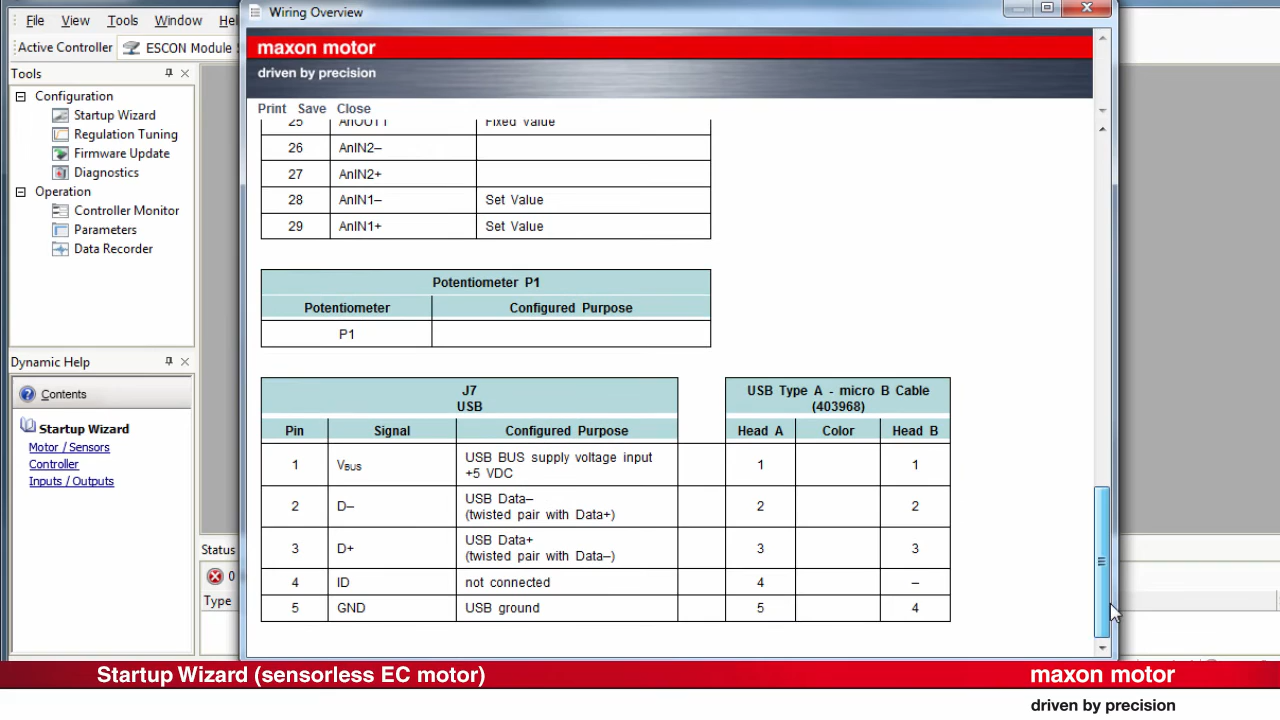 Wiring Overview
File View Tools Window Hel
Active Controller ESCON Module S
Tools
Configuration
Startup Wizard
Regulation Tuning
Firmware Update
Diagnostics
Operation
Controller Monitor
Parameters
Data Recorder
Dynamic Help
Contents
Startup Wizard
Motor / Sensors
Controller
Inputs / Outputs
Status
0
Type
maxon motor
driven by precision
Print Save Close
25 AnOUT1 Fixed Value
26 AnIN2–
27 AnIN2+
28 AnIN1– Set Value
29 AnIN1+ Set Value
Potentiometer P1
Potentiometer Configured Purpose
P1
J7
USB
Pin Signal Configured Purpose
1 VBUS USB BUS supply voltage input
+5 VDC
2 D– USB Data–
(twisted pair with Data+)
3 D+ USB Data+
(twisted pair with Data–)
4 ID not connected
5 GND USB ground
USB Type A - micro B Cable
(403968)
Head A Color Head B
1 1
2 2
3 3
4 –
5 4
Startup Wizard (sensorless EC motor)
maxon motor
driven by precision